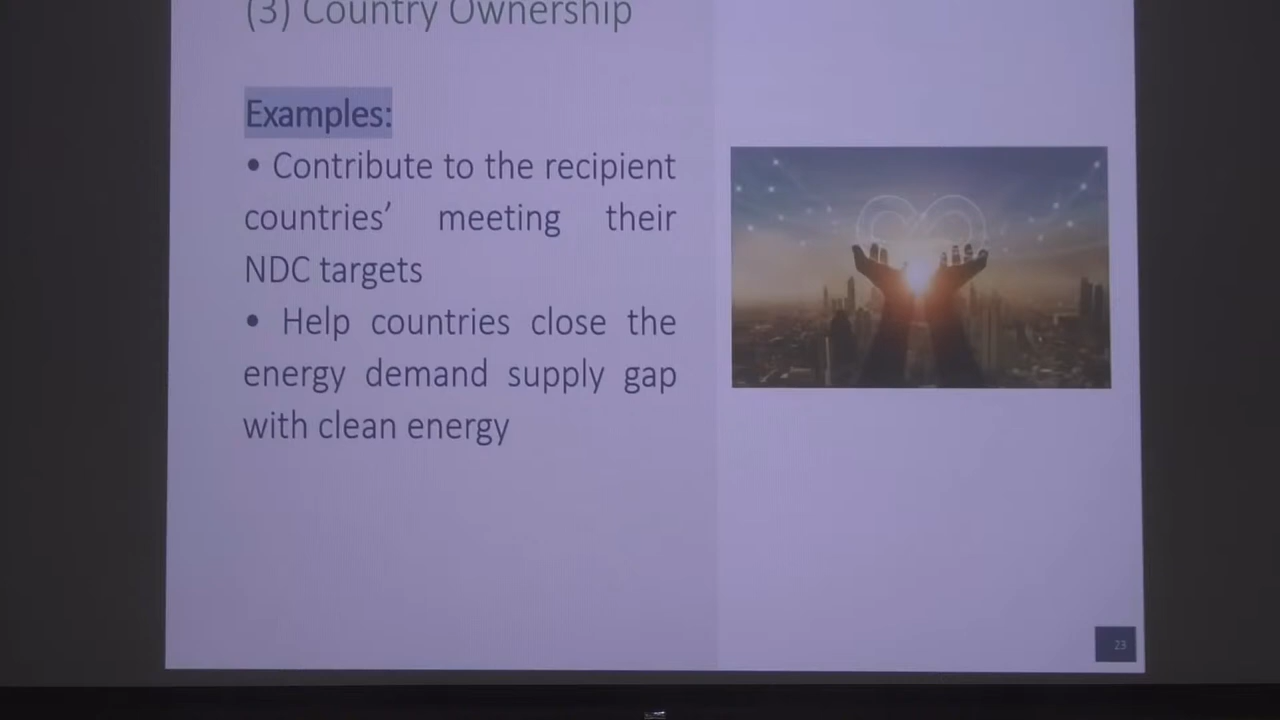 (3) Country Ownership
Examples:
• Contribute to the recipient
countries’ meeting their
NDC targets
• Help countries close the
energy demand supply gap
with clean energy
23